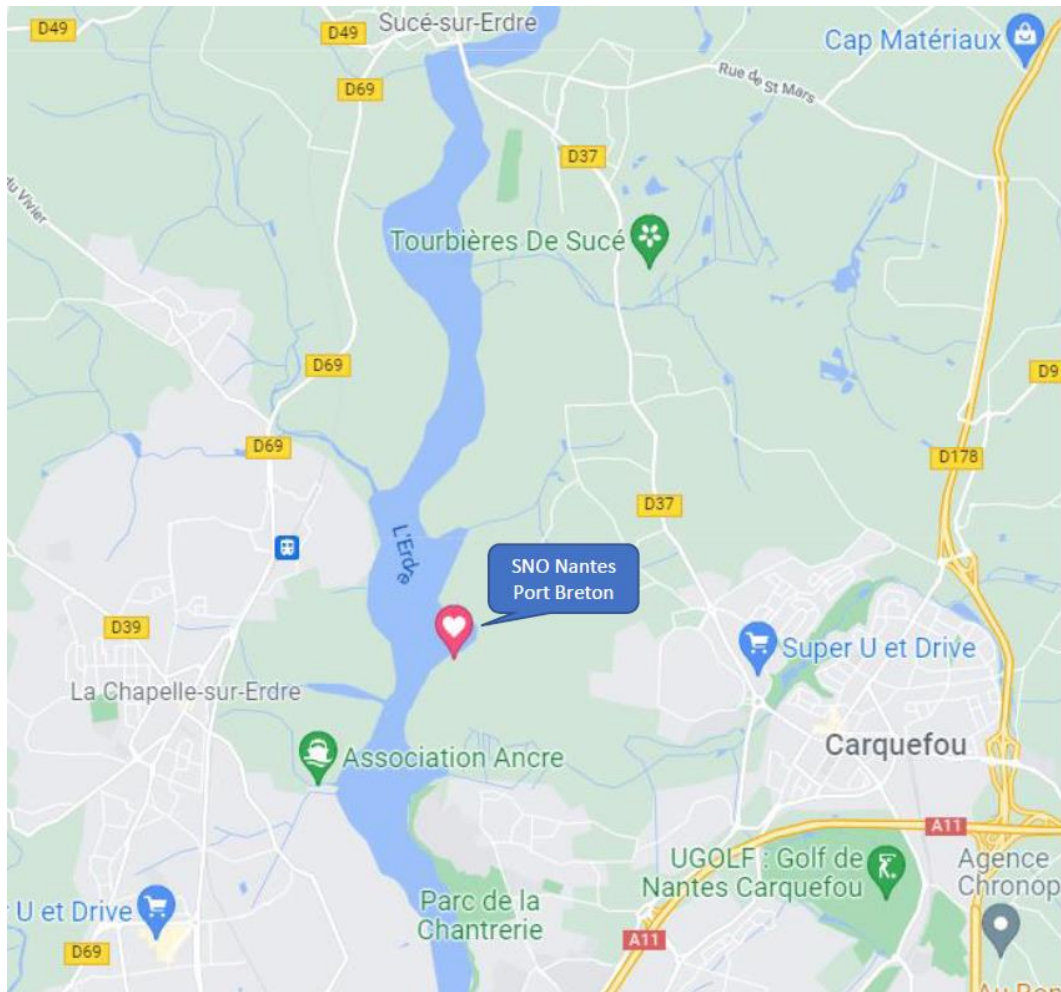 D49
Sucé-sur-Erdre
D49
Cap Matériaux
D69
Rue de St Mars
D37
du Vivier
Tourbières De Sucé
D69
D9
D69
D178
D37
L'Erdre
SNO Nantes
Port Breton
D39
Super U et Drive
La Chapelle-sur-Erdre
Carquefou
Association Ancre
A11
UGOLF : Golf de
Nantes Carquefou
Agence
Chronop
Parc de la
Chantrerie
U et Drive
A11
D69